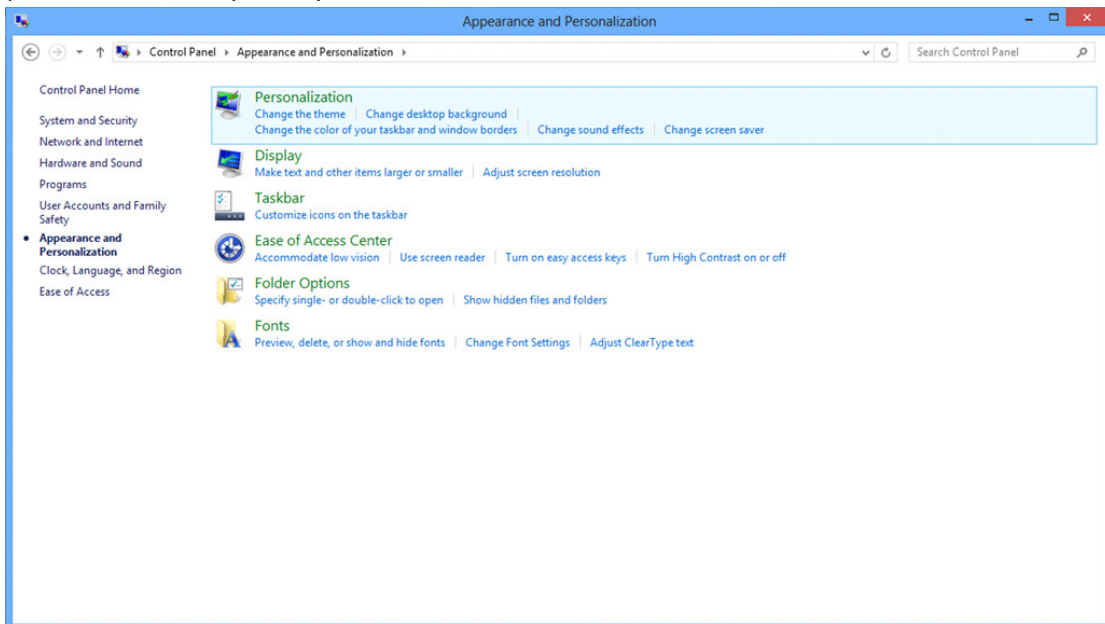 Appearance and Personalization
Control Panel Appearance and Personalization
Search Control Panel
Control Panel Home
System and Security
Network and Internet
Hardware and Sound
Programs
User Accounts and Family
Safety
Appearance and
Personalization
Clock, Language, and Region
Ease of Access
Personalization
Change the theme Change desktop background
Change the color of your taskbar and window borders Change sound effects Change screen saver
Display
Make text and other items larger or smaller Adjust screen resolution
Taskbar
Customize icons on the taskbar
Ease of Access Center
Accommodate low vision Use screen reader Turn on easy access keys Turn High Contrast on or off
Folder Options
Specify single- or double-click to open Show hidden files and folders
Fonts
Preview, delete, or show and hide fonts Change Font Settings Adjust ClearType text